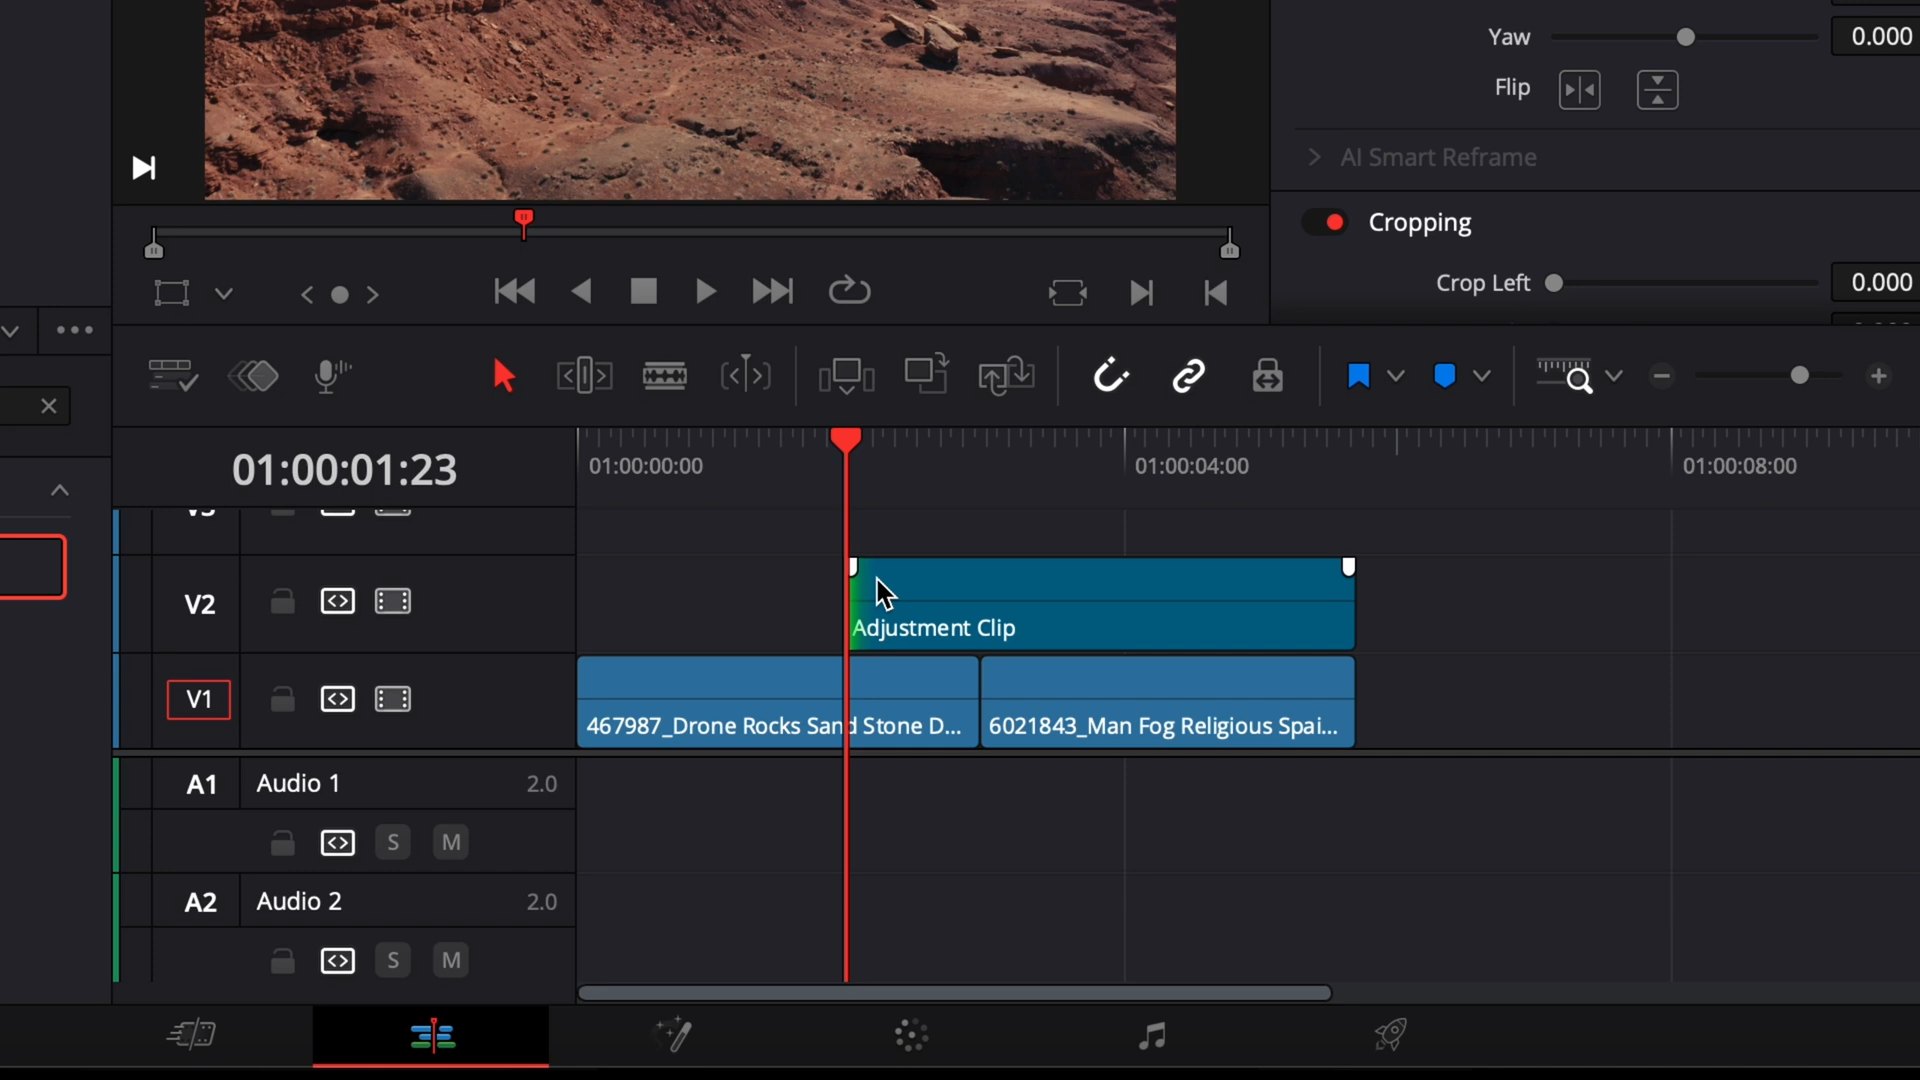 Yaw
0.000
Flip
AI Smart Reframe
Cropping
Crop Left
0.000
01:00:01:23
01:00:00:00
01:00:04:00
01:00:08:00
V2
Adjustment Clip
V1
467987_Drone Rocks Sand Stone D...
6021843_Man Fog Religious Spai...
A1
Audio 1
2.0
S
M
A2
Audio 2
2.0
S
M